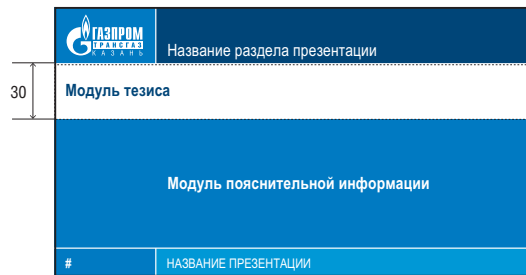 ГАЗПРОМ
ТРАНСГАЗ
КАЗАНЬ
Название раздела презентации
30
Модуль тезиса
Модуль пояснительной информации
#
НАЗВАНИЕ ПРЕЗЕНТАЦИИ